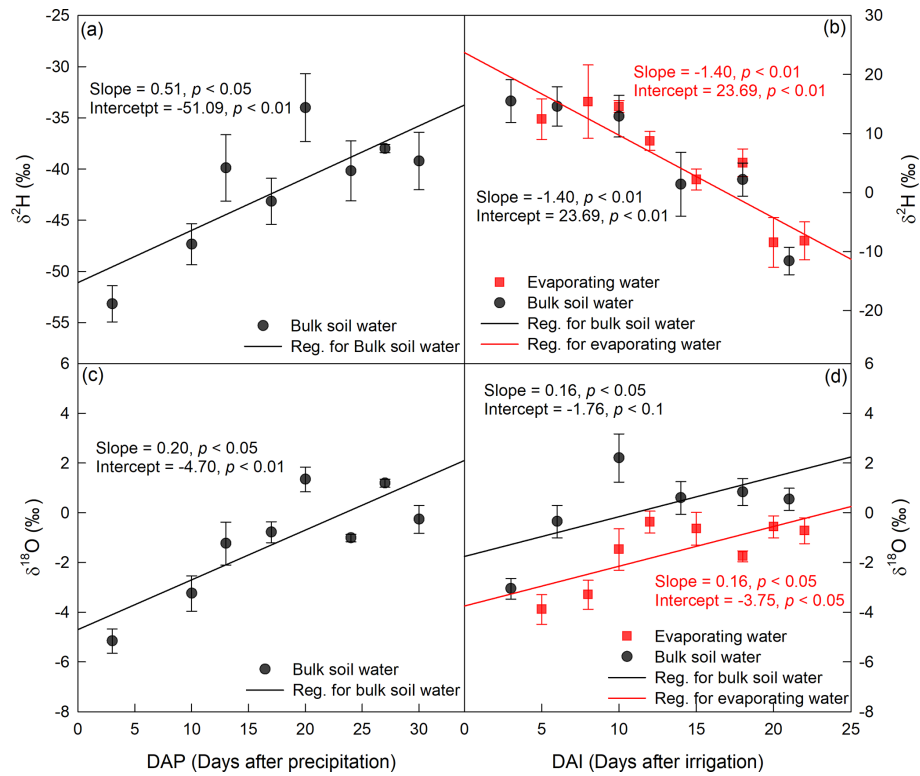 (a)
Slope = 0.51, p < 0.05
Intercetpt = -51.09, p < 0.01
Bulk soil water
Reg. for Bulk soil water
δ²H (‰)
-25
-30
-35
-40
-45
-50
-55
(b)
Slope = -1.40, p < 0.01
Intercept = 23.69, p < 0.01
Slope = -1.40, p < 0.01
Intercept = 23.69, p < 0.01
Evaporating water
Bulk soil water
Reg. for bulk soil water
Reg. for evaporating water
30
20
10
0
-10
-20
δ²H (‰)
(c)
Slope = 0.20, p < 0.05
Intercept = -4.70, p < 0.01
Bulk soil water
Reg. for bulk soil water
δ¹⁸O (‰)
6
4
2
0
-2
-4
-6
-8
0 5 10 15 20 25 30
DAP (Days after precipitation)
(d)
Slope = 0.16, p < 0.05
Intercept = -1.76, p < 0.1
Slope = 0.16, p < 0.05
Intercept = -3.75, p < 0.05
Evaporating water
Bulk soil water
Reg. for bulk soil water
Reg. for evaporating water
4
2
0
-2
-4
-6
-8
δ¹⁸O (‰)
0 5 10 15 20 25
DAI (Days after irrigation)